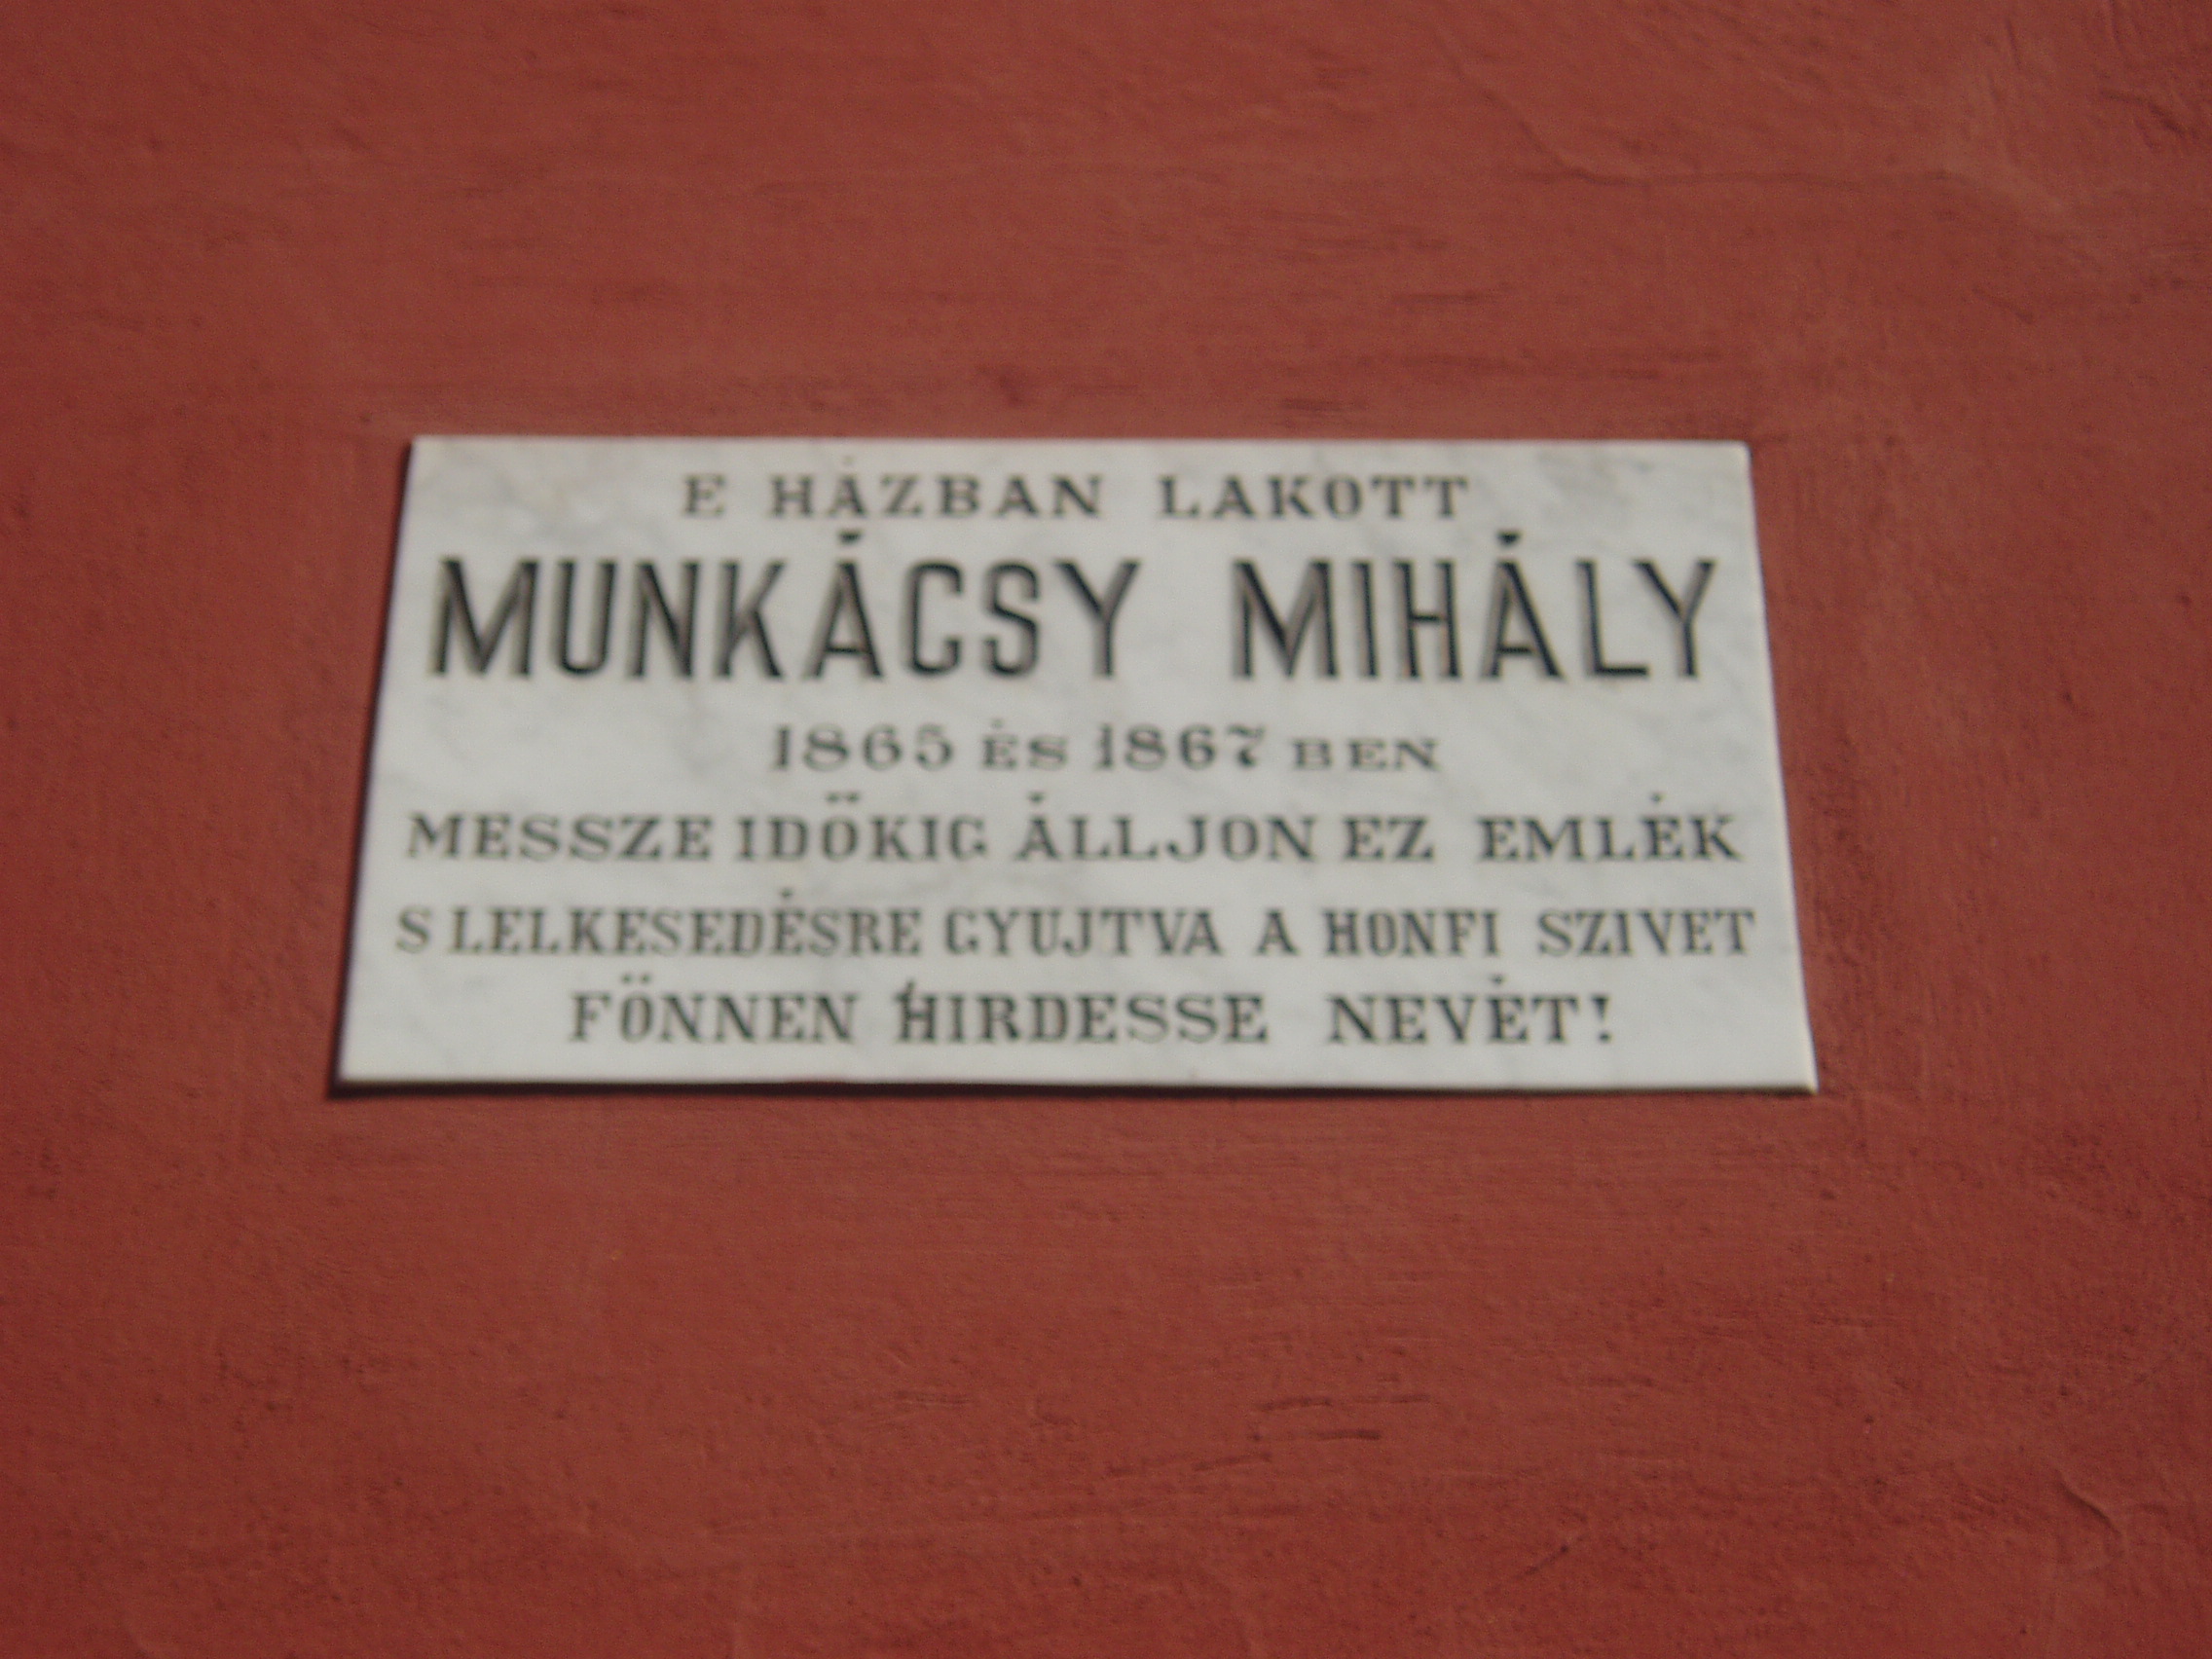 E HÁZBAN LAKOTT
MUNKÁCSY MIHÁLY
1865 ÉS 1867 BEN
MESSZE IDŐKIG ÁLLJON EZ EMLÉK
S LELKESEDÉSRE GYUJTVA A HONFI SZIVET
FÖNNEN HIRDESSE NEVÉT!